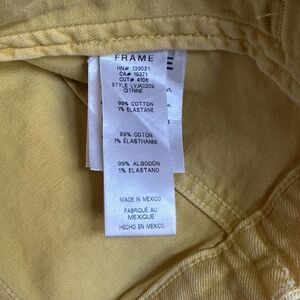 FRAME
RN# 139021
CA# 19371
CUT# 4106
STYLE: LVJKC009
CITRINE
99% COTTON
1% ELASTANE
99% COTON
1% ELASTHANNE
99% ALGODÓN
1% ELASTANO
MADE IN MEXICO
FABRIQUÉ AU
MEXIQUE
HECHO EN MEXICO